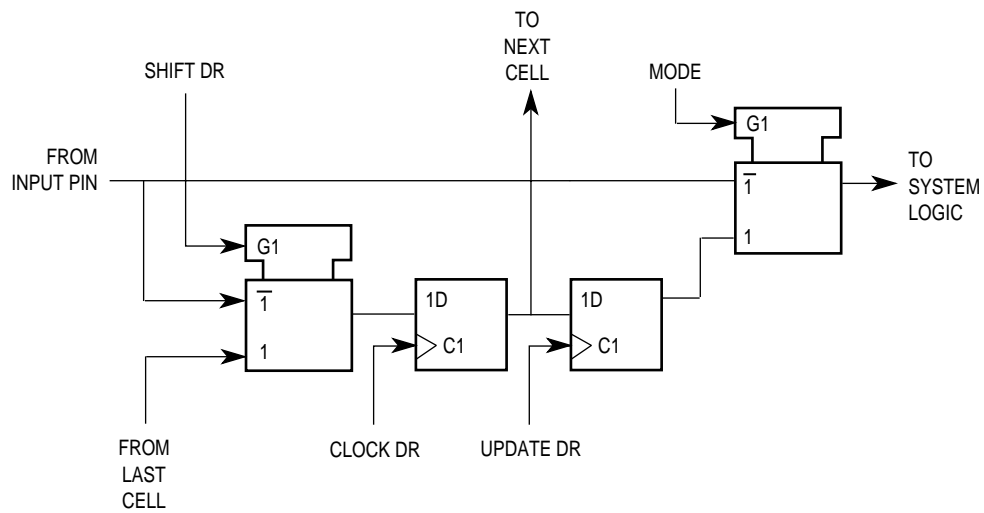 TO
NEXT
CELL
SHIFT DR
MODE
G1
FROM
INPUT PIN
1̅
TO
SYSTEM
LOGIC
1
G1
1̅
1
1D
C1
1D
C1
FROM
LAST
CELL
CLOCK DR
UPDATE DR